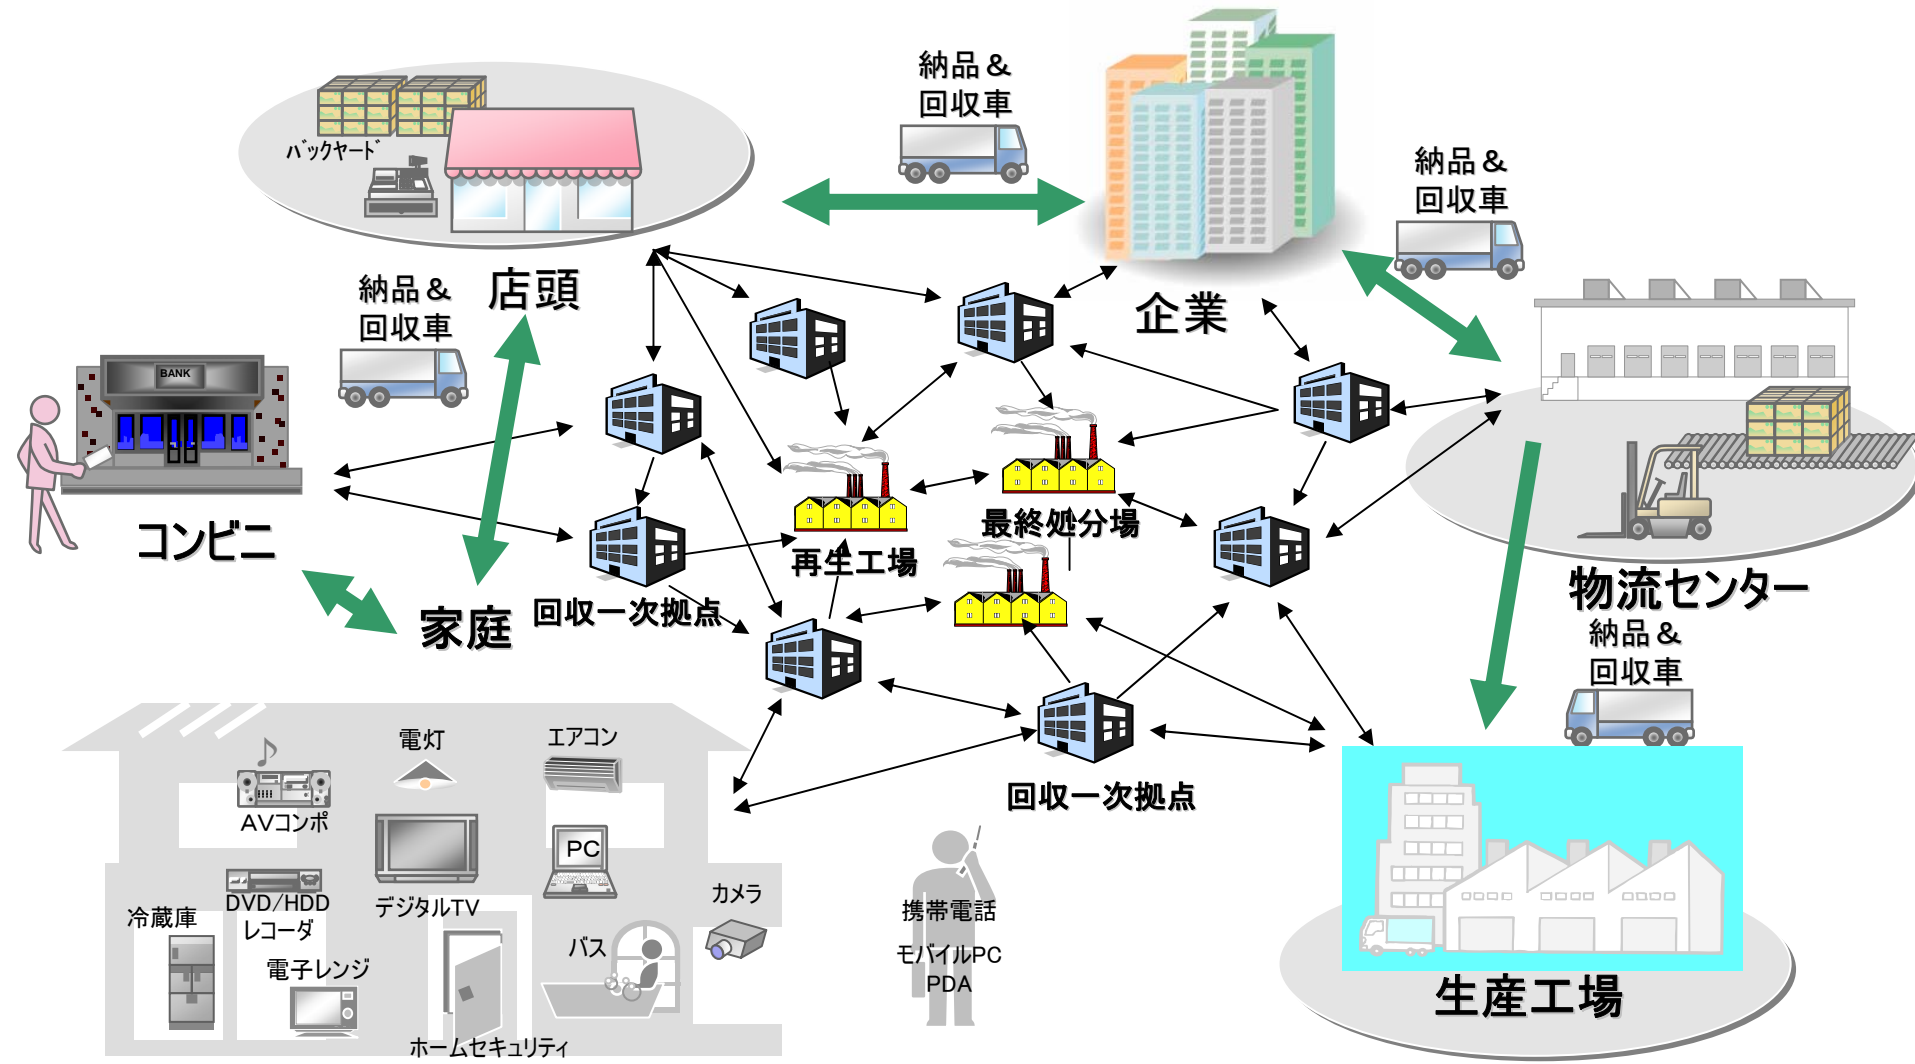 納品＆
回収車
ﾊﾞｯｸﾔｰﾄﾞ
納品＆
回収車
店頭
納品＆
回収車
企業
BANK
コンビニ
最終処分場
再生工場
物流センター
家庭
回収一次拠点
納品＆
回収車
電灯
エアコン
回収一次拠点
AVコンポ
PC
カメラ
DVD/HDD
レコーダ
デジタルTV
冷蔵庫
携帯電話
バス
モバイルPC
PDA
電子レンジ
生産工場
ホームセキュリティ